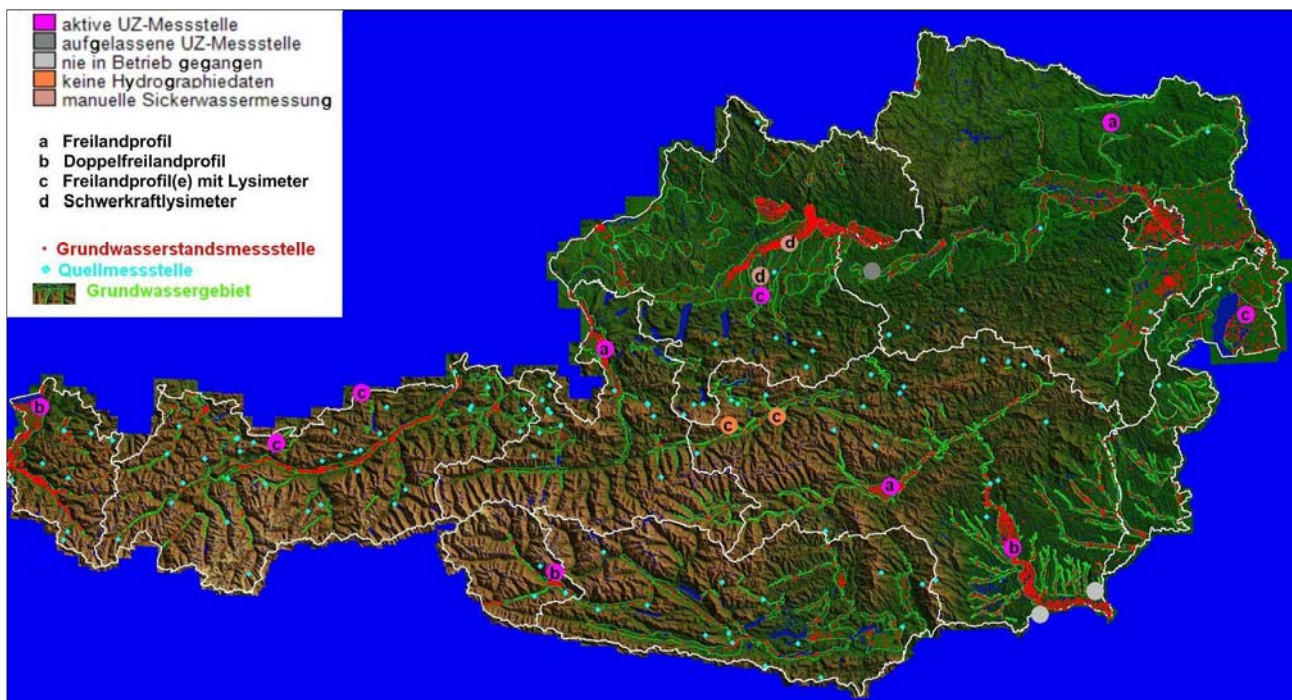 aktive UZ-Messstelle
aufgelassene UZ-Messstelle
nie in Betrieb gegangen
keine Hydrographiedaten
manuelle Sickerwassermessung
a Freilandprofil
b Doppelfreilandprofil
c Freilandprofil(e) mit Lysimeter
d Schwerkraftlysimeter
Grundwasserstandsmessstelle
Quellmessstelle
Grundwassergebiet
a
d
d
c
c
a
c
b
c
c
c
a
b
b